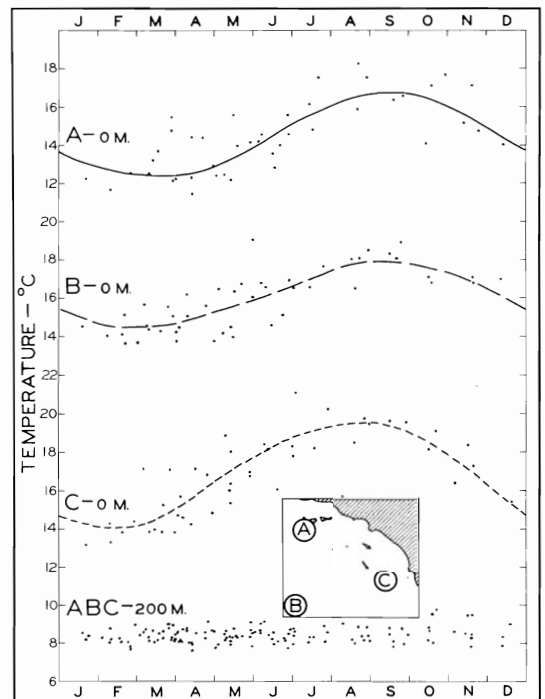 J F M A M J J A S O N D
18
16
A–0 M.
14
12
20
18
B–0 M.
16
14
22
20
18
16
C–0 M.
14
12
ABC–200 M.
10
8
6
TEMPERATURE — °C
A
B
C
J F M A M J J A S O N D